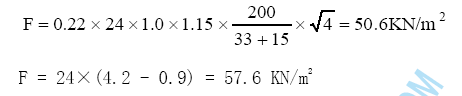 F = 0.22 × 24 × 1.0 × 1.15 × 200/(33+15) × √4 = 50.6KN/m²
F = 24×(4.2 - 0.9) = 57.6 KN/m²